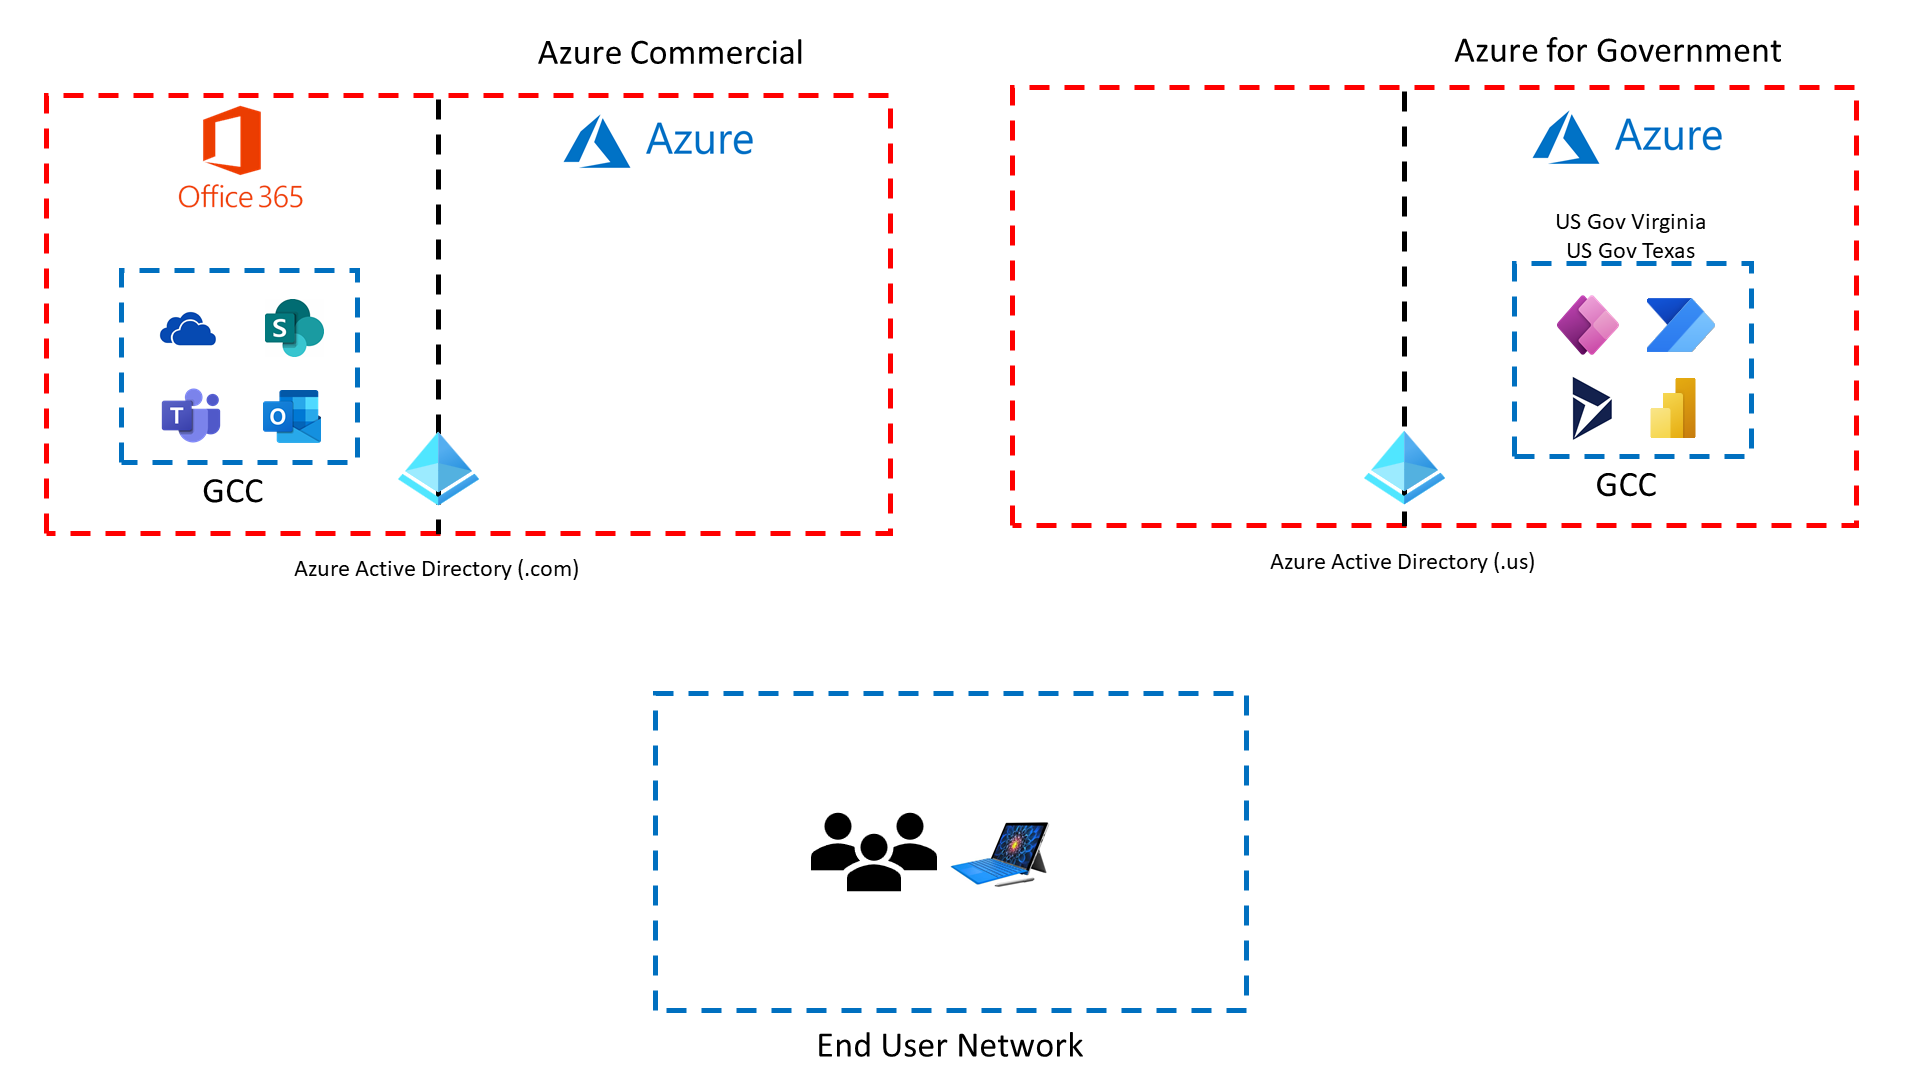 Azure Commercial
Azure for Government
Office 365
Azure
Azure
US Gov Virginia
US Gov Texas
S
T
O
GCC
GCC
Azure Active Directory (.com)
Azure Active Directory (.us)
End User Network